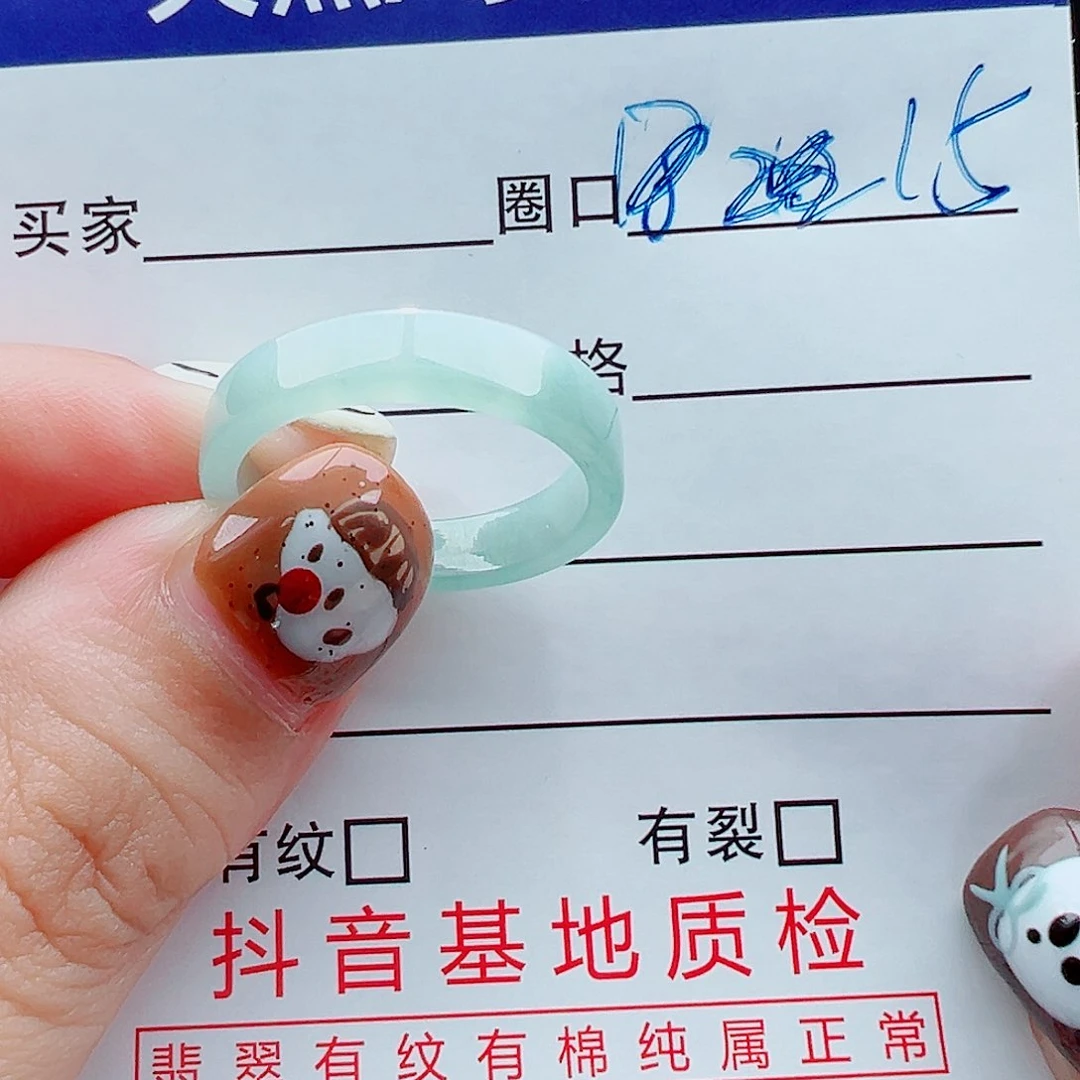 买家 圈口 15
格
有纹□ 有裂□
抖音基地质检
翡翠有纹有棉纯属正常